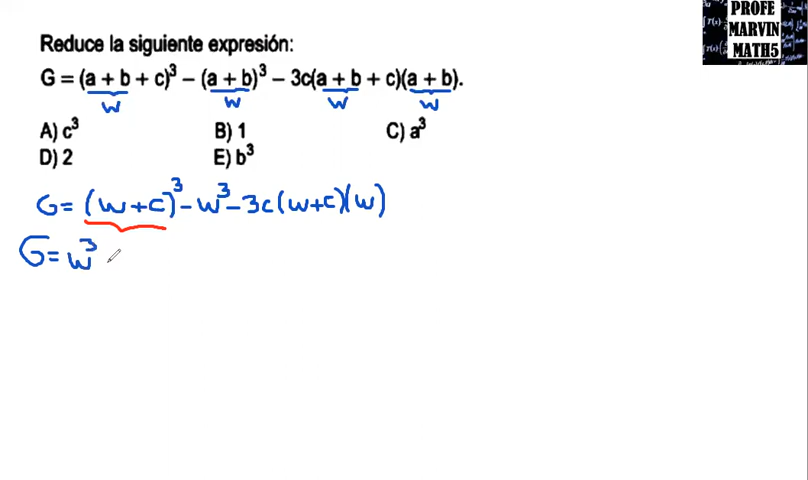 PROFE
MARVIN
MATH5
Reduce la siguiente expresión:
G = (a + b + c)³ − (a + b)³ − 3c(a + b + c)(a + b).
w w w w
A) c³ B) 1 C) a³
D) 2 E) b³
G = (w + c)³ - w³ - 3c(w+c)(w)
G = w³